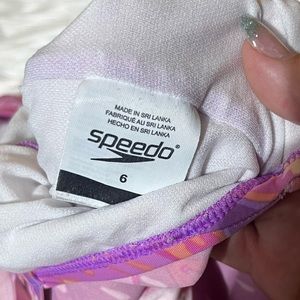 MADE IN SRI LANKA
FABRIQUÉ AU SRI LANKA
HECHO EN SRI LANKA
speedo®
6